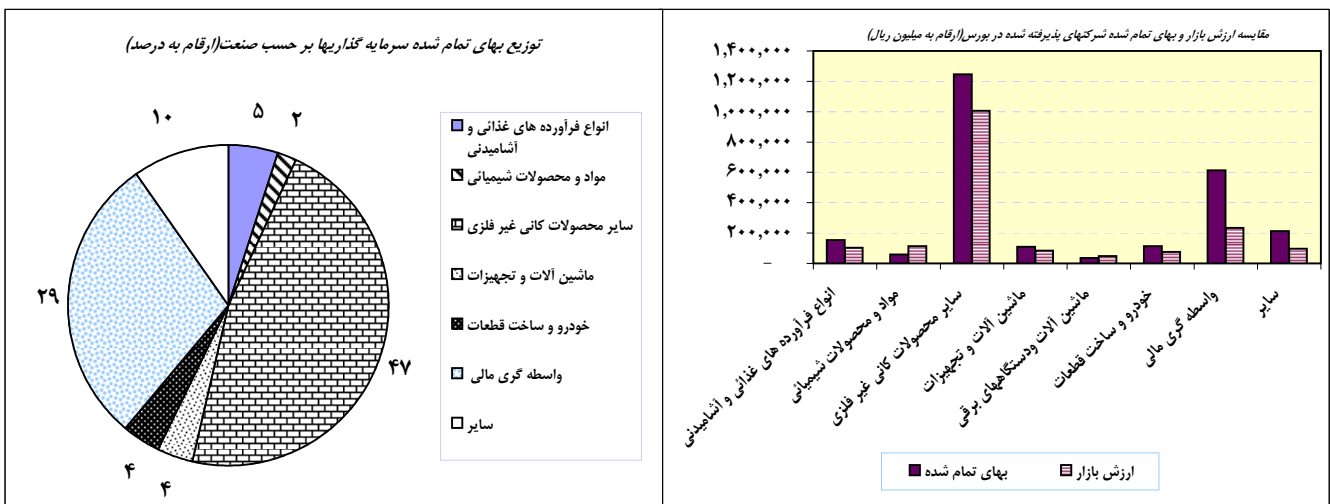 توزیع بهای تمام شده سرمایه گذاریها بر حسب صنعت(ارقام به درصد)
۵
۲
۴۷
۴
۴
۲۹
۱۰
انواع فرآورده های غذائی و
آشامیدنی
مواد و محصولات شیمیائی
سایر محصولات کانی غیر فلزی
ماشین آلات و تجهیزات
خودرو و ساخت قطعات
واسطه گری مالی
سایر
مقایسه ارزش بازار و بهای تمام شده شرکتهای پذیرفته شده در بورس(ارقام به میلیون ریال)
۱,۴۰۰,۰۰۰
۱,۲۰۰,۰۰۰
۱,۰۰۰,۰۰۰
۸۰۰,۰۰۰
۶۰۰,۰۰۰
۴۰۰,۰۰۰
۲۰۰,۰۰۰
–
انواع فرآورده های غذائی و آشامیدنی
مواد و محصولات شیمیائی
سایر محصولات کانی غیر فلزی
ماشین آلات و تجهیزات
ماشین آلات ودستگاههای برقی
خودرو و ساخت قطعات
واسطه گری مالی
سایر
بهای تمام شده
ارزش بازار